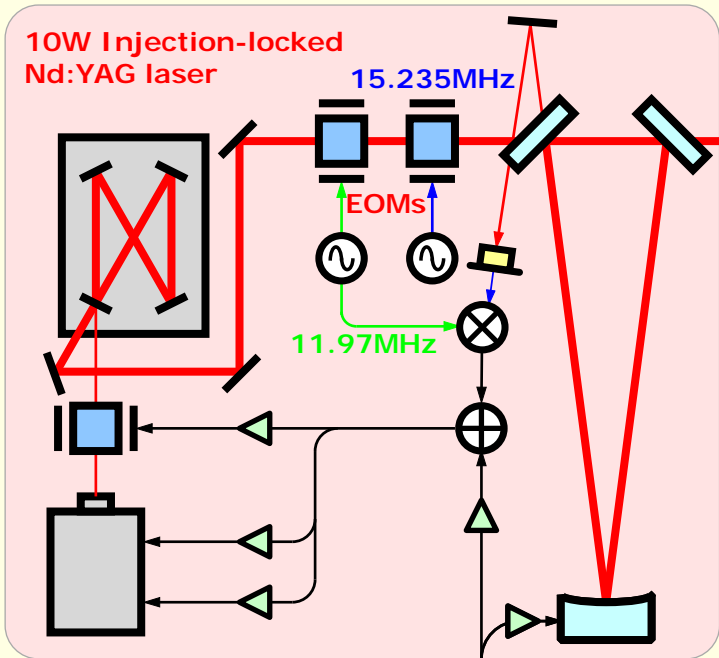 10W Injection-locked
Nd:YAG laser
15.235MHz
EOMs
11.97MHz